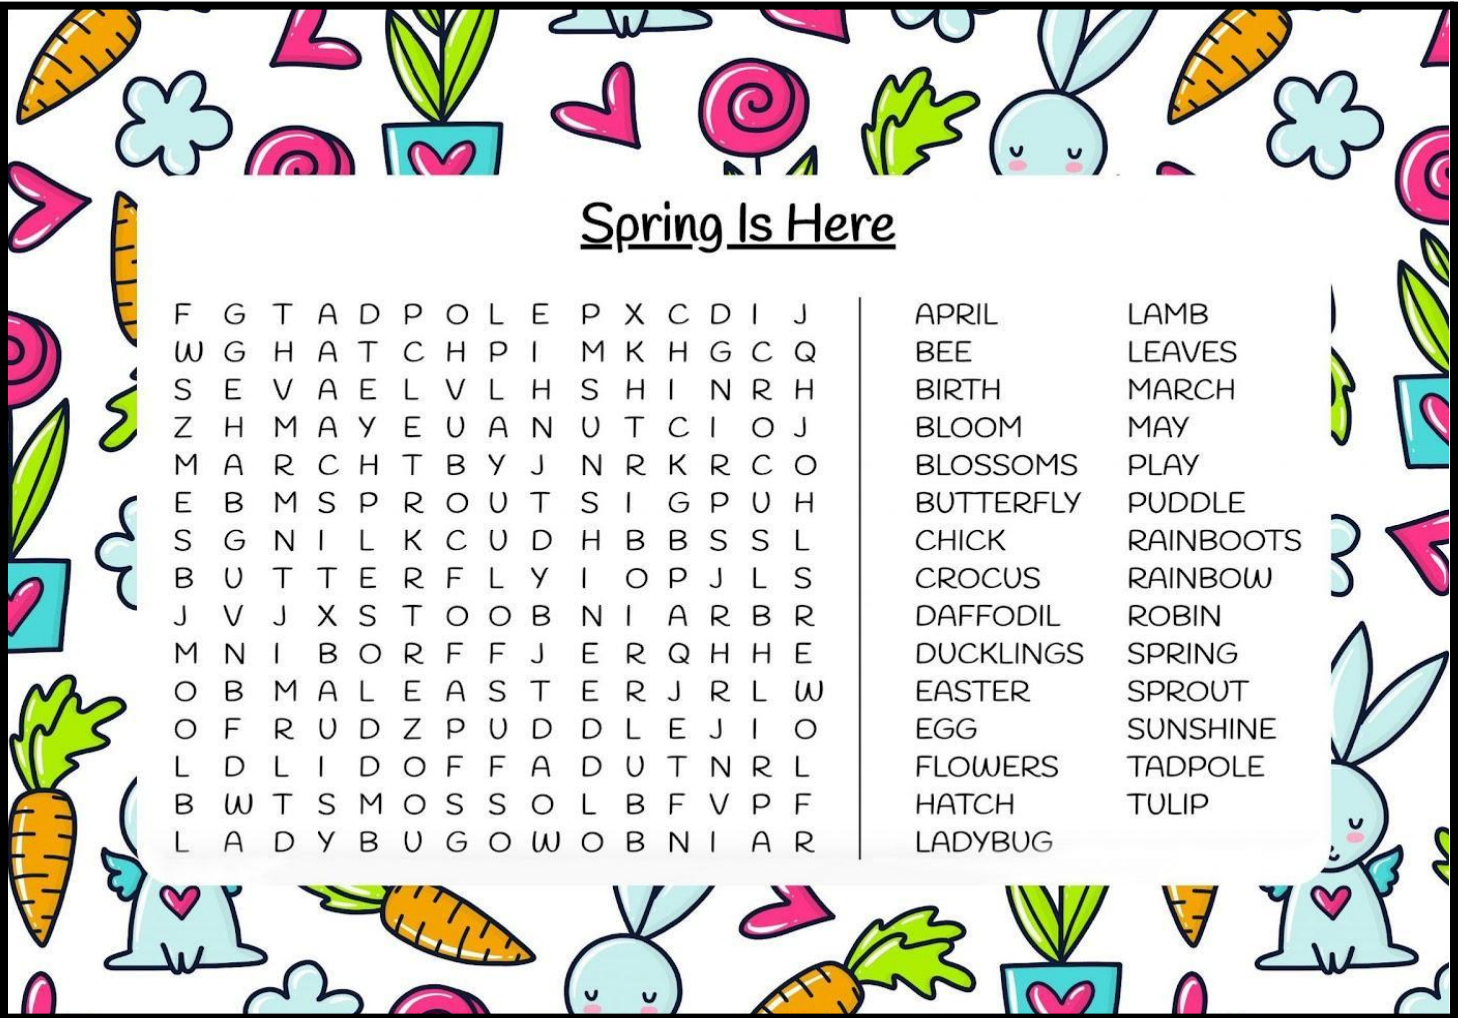 Spring Is Here
F G T A D P O L E P X C D I J
W G H A T C H P I M K H G C Q
S E V A E L V L H S H I N R H
Z H M A Y E U A N U T C I O J
M A R C H T B Y J N R K R C O
E B M S P R O U T S I G P U H
S G N I L K C U D H B B S S L
B U T T E R F L Y I O P J L S
J V J X S T O O B N I A R B R
M N I B O R F F J E R Q H H E
O B M A L E A S T E R J R L W
O F R U D Z P U D D L E J I O
L D L I D O F F A D U T N R L
B W T S M O S S O L B F V P F
L A D Y B U G O W O B N I A R
APRIL
BEE
BIRTH
BLOOM
BLOSSOMS
BUTTERFLY
CHICK
CROCUS
DAFFODIL
DUCKLINGS
EASTER
EGG
FLOWERS
HATCH
LADYBUG
LAMB
LEAVES
MARCH
MAY
PLAY
PUDDLE
RAINBOOTS
RAINBOW
ROBIN
SPRING
SPROUT
SUNSHINE
TADPOLE
TULIP